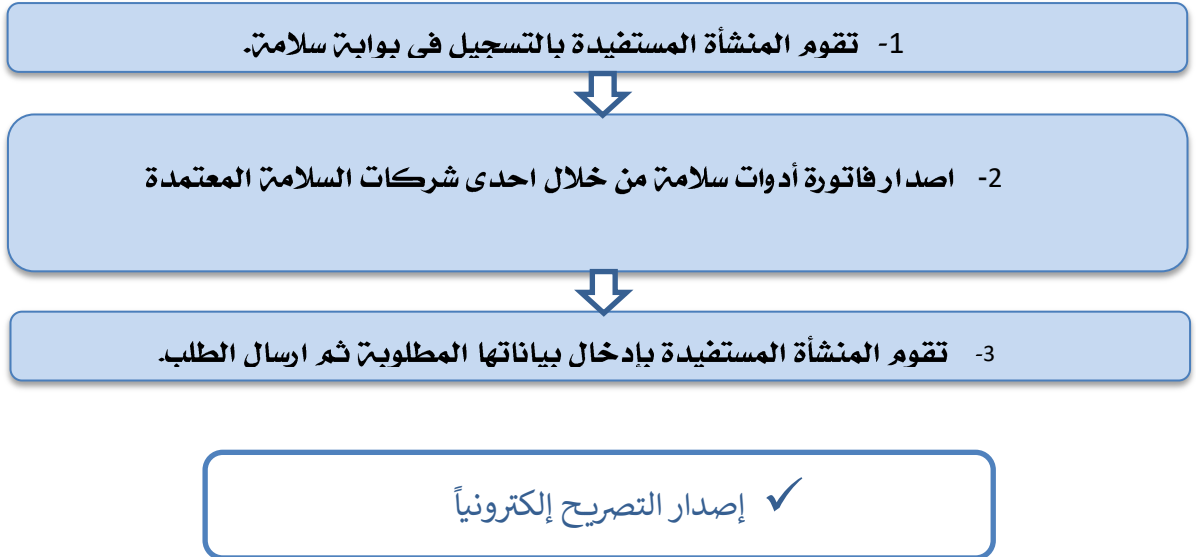 1- تقوم المنشأة المستفيدة بالتسجيل في بوابة سلامة.
2- اصدار فاتورة أدوات سلامة من خلال احدى شركات السلامة المعتمدة
3- تقوم المنشأة المستفيدة بإدخال بياناتها المطلوبة ثم ارسال الطلب.
✓ إصدار التصريح إلكترونياً